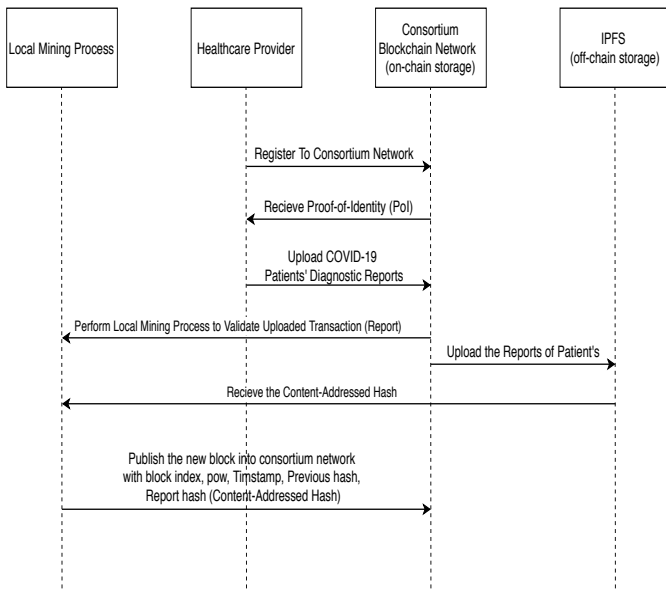 Local Mining Process
Healthcare Provider
Consortium
Blockchain Network
(on-chain storage)
IPFS
(off-chain storage)
Register To Consortium Network
Recieve Proof-of-Identity (PoI)
Upload COVID-19
Patients' Diagnostic Reports
Perform Local Mining Process to Validate Uploaded Transaction (Report)
Upload the Reports of Patient's
Recieve the Content-Addressed Hash
Publish the new block into consortium network
with block index, pow, Timstamp, Previous hash,
Report hash (Content-Addressed Hash)